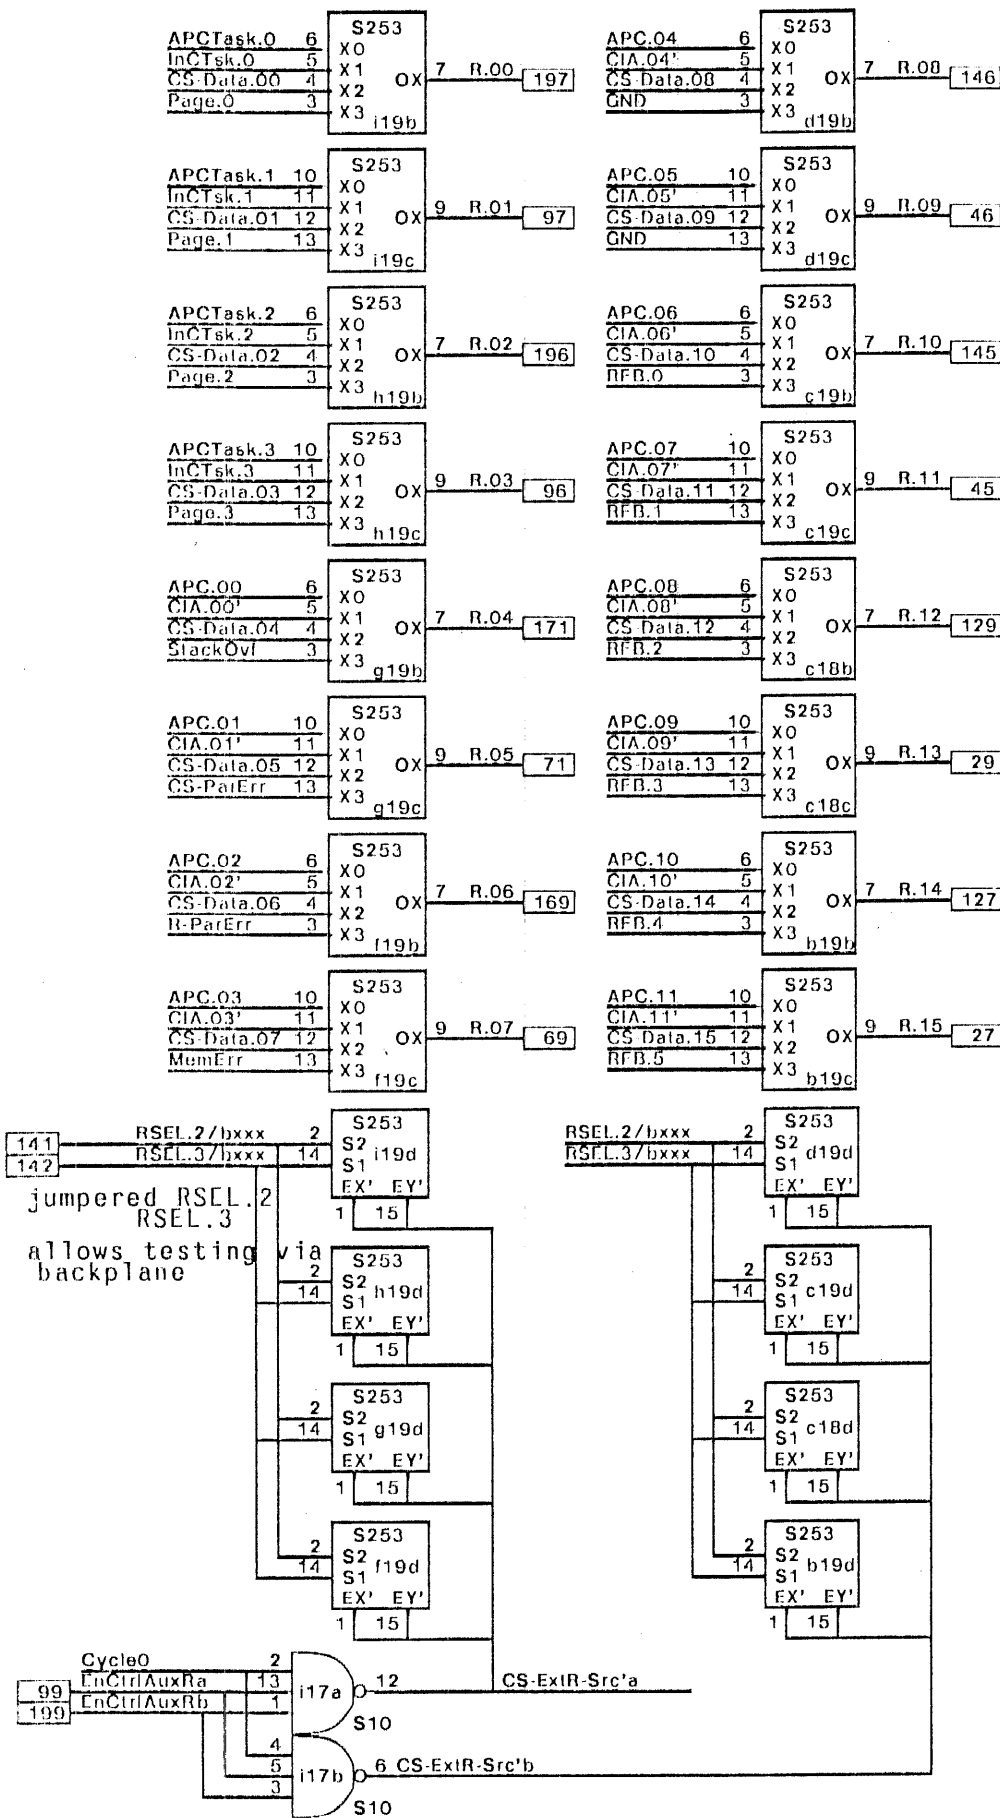 S253
APCTask.0 6 X0
InCTsk.0 5 X1
CS-Data.00 4 X2 OX 7 R.00 197
Page.0 3 X3
i19b
S253
APC.04 6 X0
CIA.04' 5 X1
CS-Data.08 4 X2 OX 7 R.08 146
GND 3 X3
d19b
S253
APCTask.1 10 X0
InCTsk.1 11 X1
CS-Data.01 12 X2 OX 9 R.01 97
Page.1 13 X3
i19c
S253
APC.05 10 X0
CIA.05' 11 X1
CS-Data.09 12 X2 OX 9 R.09 46
GND 13 X3
d19c
S253
APCTask.2 6 X0
InCTsk.2 5 X1
CS-Data.02 4 X2 OX 7 R.02 196
Page.2 3 X3
h19b
S253
APC.06 6 X0
CIA.06' 5 X1
CS-Data.10 4 X2 OX 7 R.10 145
RFB.0 3 X3
c19b
S253
APCTask.3 10 X0
InCTsk.3 11 X1
CS-Data.03 12 X2 OX 9 R.03 96
Page.3 13 X3
h19c
S253
APC.07 10 X0
CIA.07' 11 X1
CS-Data.11 12 X2 OX 9 R.11 45
RFB.1 13 X3
c19c
S253
APC.00 6 X0
CIA.00' 5 X1
CS-Data.04 4 X2 OX 7 R.04 171
StackOvf 3 X3
g19b
S253
APC.08 6 X0
CIA.08' 5 X1
CS-Data.12 4 X2 OX 7 R.12 129
RFB.2 3 X3
c18b
S253
APC.01 10 X0
CIA.01' 11 X1
CS-Data.05 12 X2 OX 9 R.05 71
CS-ParErr 13 X3
g19c
S253
APC.09 10 X0
CIA.09' 11 X1
CS-Data.13 12 X2 OX 9 R.13 29
RFB.3 13 X3
c18c
S253
APC.02 6 X0
CIA.02' 5 X1
CS-Data.06 4 X2 OX 7 R.06 169
R-ParErr 3 X3
f19b
S253
APC.10 6 X0
CIA.10' 5 X1
CS-Data.14 4 X2 OX 7 R.14 127
RFB.4 3 X3
b19b
S253
APC.03 10 X0
CIA.03' 11 X1
CS-Data.07 12 X2 OX 9 R.07 69
MemErr 13 X3
f19c
S253
APC.11 10 X0
CIA.11' 11 X1
CS-Data.15 12 X2 OX 9 R.15 27
RFB.5 13 X3
b19c
S253
141 RSEL.2/bxxx 2 S2
142 RSEL.3/bxxx 14 S1 i19d
EX' EY'
1 15
S253
RSEL.2/bxxx 2 S2
RSEL.3/bxxx 14 S1 d19d
EX' EY'
1 15
jumpered RSEL.2
RSEL.3
allows testing via
backplane
S253
2 S2 h19d
14 S1
EX' EY'
1 15
S253
2 S2 c19d
14 S1
EX' EY'
1 15
S253
2 S2 g19d
14 S1
EX' EY'
1 15
S253
2 S2 c18d
14 S1
EX' EY'
1 15
S253
2 S2 f19d
14 S1
EX' EY'
1 15
S253
2 S2 b19d
14 S1
EX' EY'
1 15
Cycle0 2
99 EnCtrlAuxRa 13 i17a 12 CS-ExtR-Src'a
199 EnCtrlAuxRb 1
S10
4
5 i17b 6 CS-ExtR-Src'b
3
S10